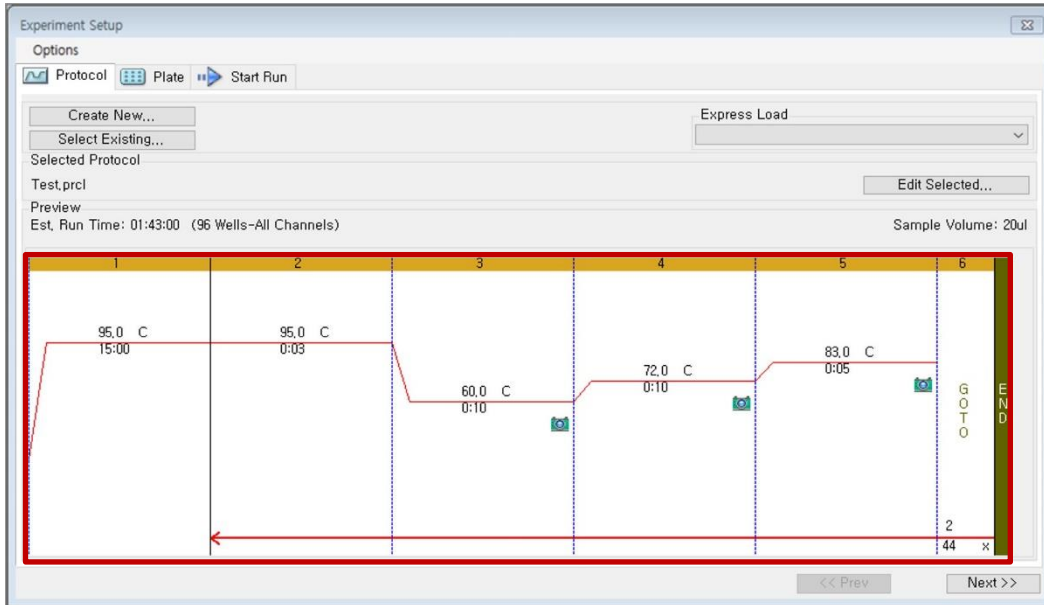 Experiment Setup
Options
Protocol Plate Start Run
Create New...
Express Load
Select Existing...
Selected Protocol
Test.prcl
Edit Selected...
Preview
Est. Run Time: 01:43:00 (96 Wells-All Channels)
Sample Volume: 20ul
1 2 3 4 5 6
95.0 C
15:00
95.0 C
0:03
60.0 C
0:10
72.0 C
0:10
83.0 C
0:05
GOTO
END
2
44 x
<< Prev
Next >>